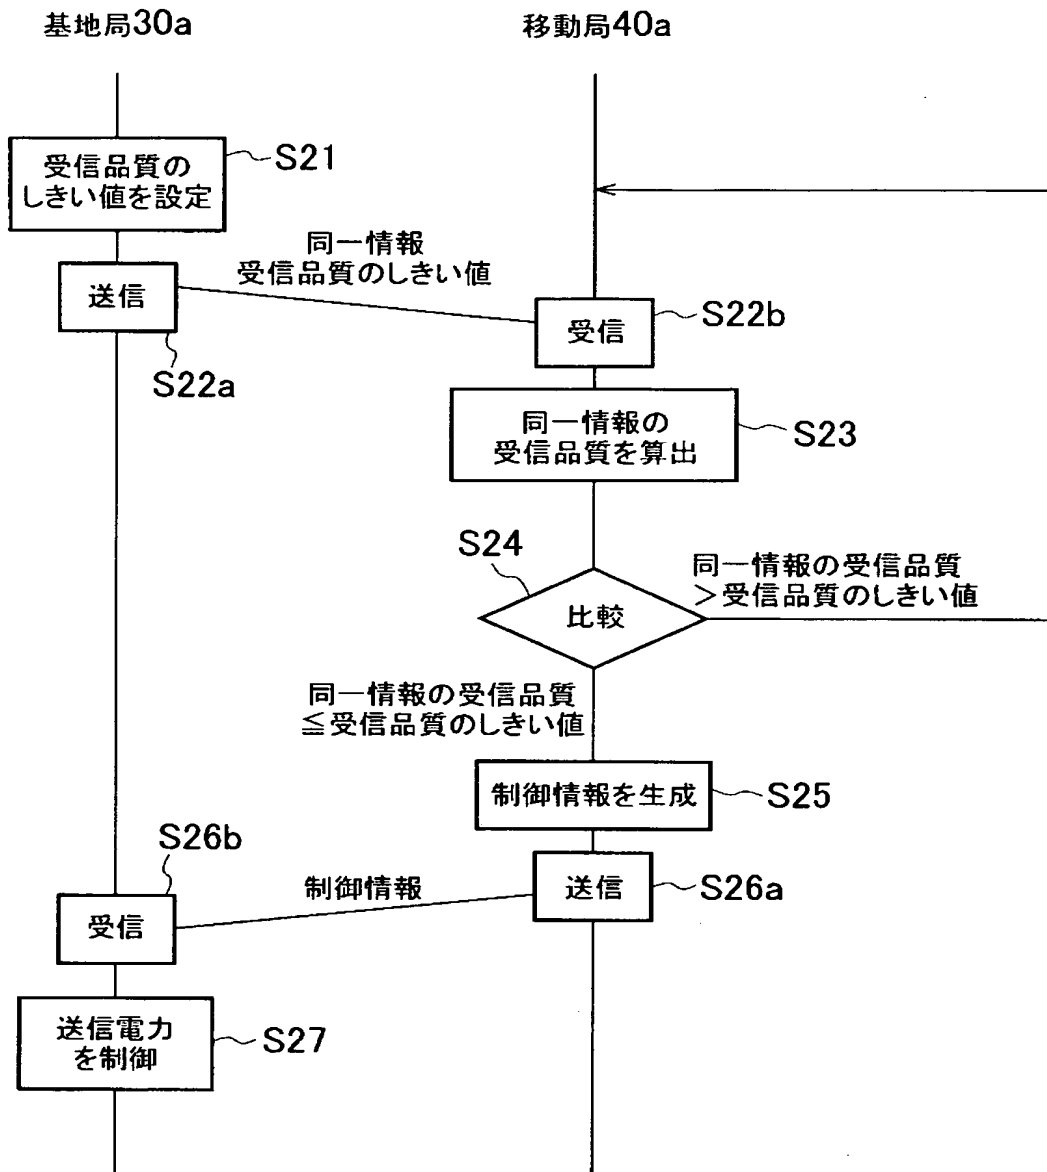 基地局30a
移動局40a
受信品質の
しきい値を設定
S21
同一情報
受信品質のしきい値
送信
S22a
受信
S22b
同一情報の
受信品質を算出
S23
S24
比較
同一情報の受信品質
＞受信品質のしきい値
同一情報の受信品質
≦受信品質のしきい値
制御情報を生成
S25
S26b
制御情報
送信
S26a
受信
送信電力
を制御
S27